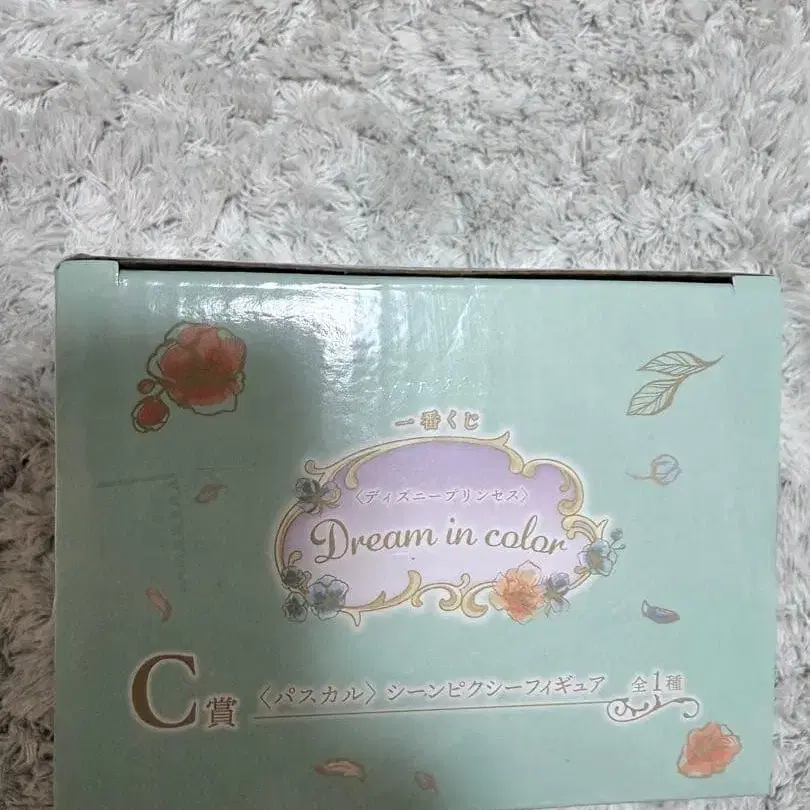 一番くじ
〈ディズニープリンセス〉
Dream in color
C賞 〈パスカル〉シーンピクシーフィギュア 全1種